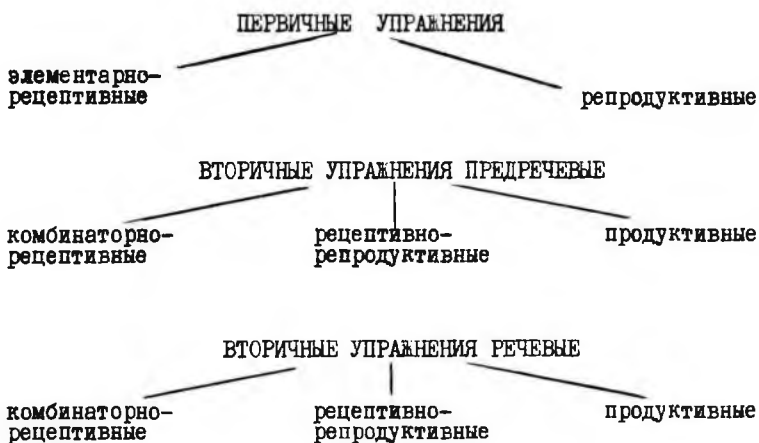 ПЕРВИЧНЫЕ УПРАЖНЕНИЯ
элементарно-
рецептивные
репродуктивные
ВТОРИЧНЫЕ УПРАЖНЕНИЯ ПРЕДРЕЧЕВЫЕ
комбинаторно-
рецептивные
рецептивно-
репродуктивные
продуктивные
ВТОРИЧНЫЕ УПРАЖНЕНИЯ РЕЧЕВЫЕ
комбинаторно-
рецептивные
рецептивно-
репродуктивные
продуктивные